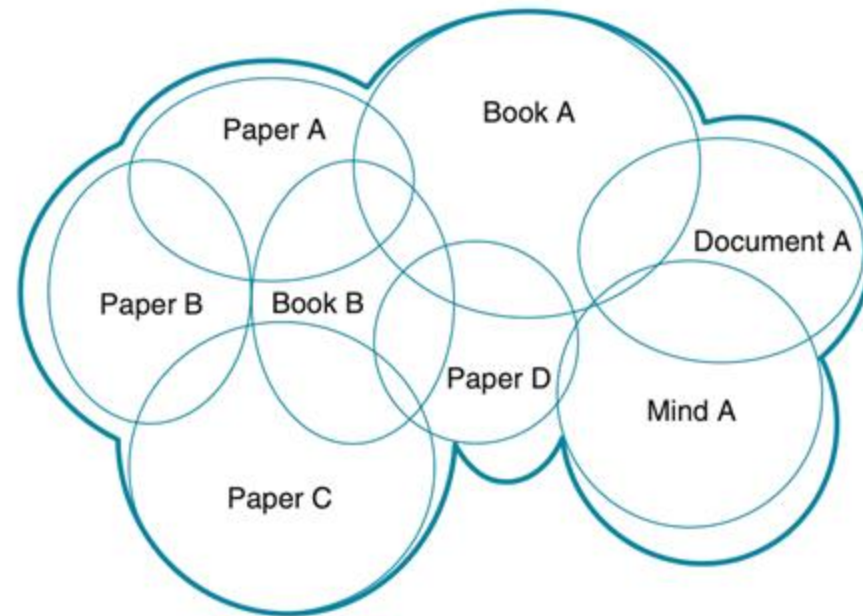 Book A
Paper A
Document A
Paper B
Book B
Paper D
Mind A
Paper C